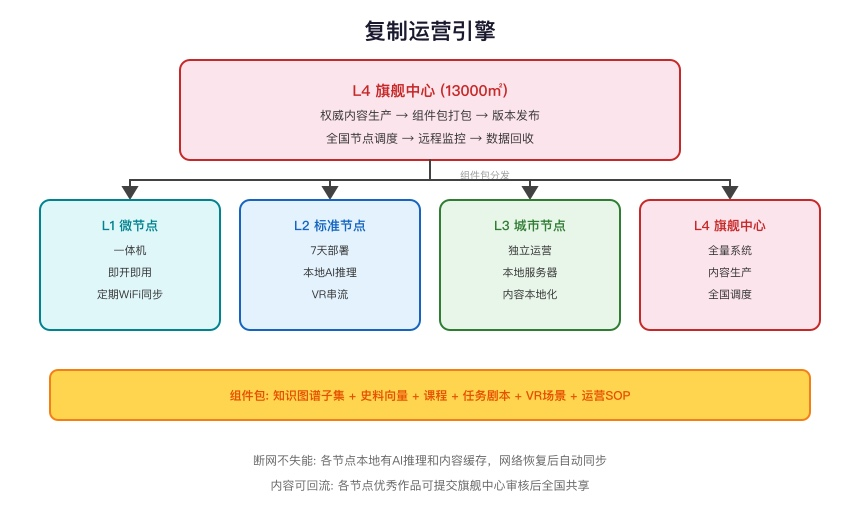 复制运营引擎
L4 旗舰中心 (13000㎡)
权威内容生产 → 组件包打包 → 版本发布
全国节点调度 → 远程监控 → 数据回收
组件包分发
L1 微节点
一体机
即开即用
定期WiFi同步
L2 标准节点
7天部署
本地AI推理
VR串流
L3 城市节点
独立运营
本地服务器
内容本地化
L4 旗舰中心
全量系统
内容生产
全国调度
组件包: 知识图谱子集 + 史料向量 + 课程 + 任务剧本 + VR场景 + 运营SOP
断网不失能: 各节点本地有AI推理和内容缓存，网络恢复后自动同步
内容可回流: 各节点优秀作品可提交旗舰中心审核后全国共享